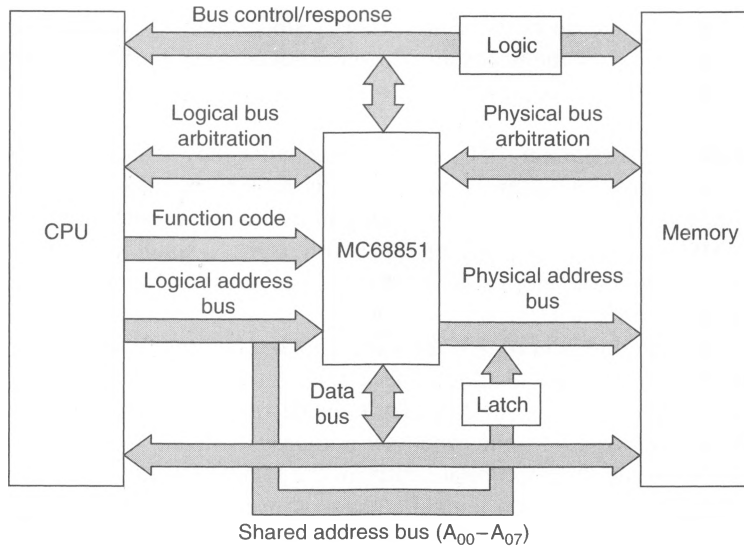 Bus control/response
Logic
Logical bus
arbitration
Physical bus
arbitration
CPU
Function code
MC68851
Memory
Logical address
bus
Physical address
bus
Data
bus
Latch
Shared address bus (A00–A07)